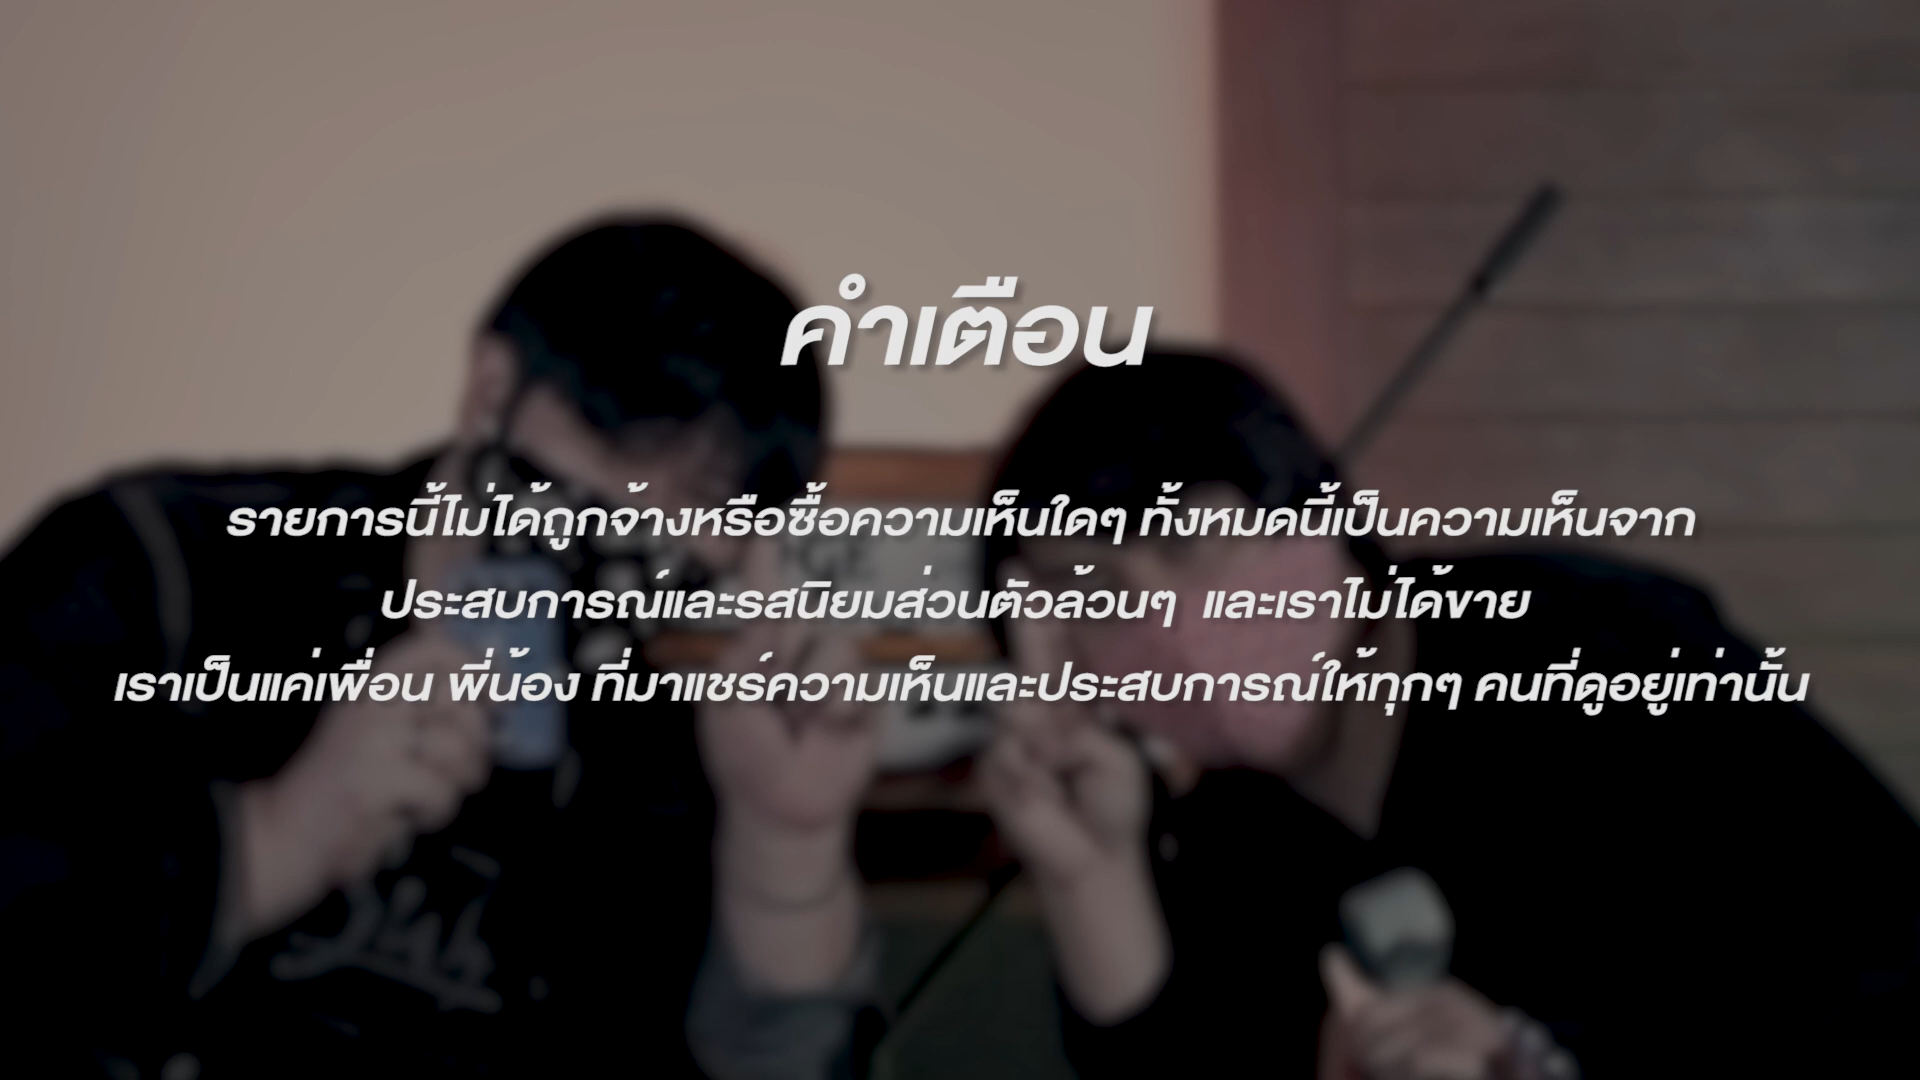 คำเตือน
รายการนี้ไม่ได้ถูกจ้างหรือซื้อความเห็นใดๆ ทั้งหมดนี้เป็นความเห็นจาก
ประสบการณ์และรสนิยมส่วนตัวล้วนๆ และเราไม่ได้ขาย
เราเป็นแค่เพื่อน พี่น้อง ที่มาแชร์ความเห็นและประสบการณ์ให้ทุกๆ คนที่ดูอยู่เท่านั้น